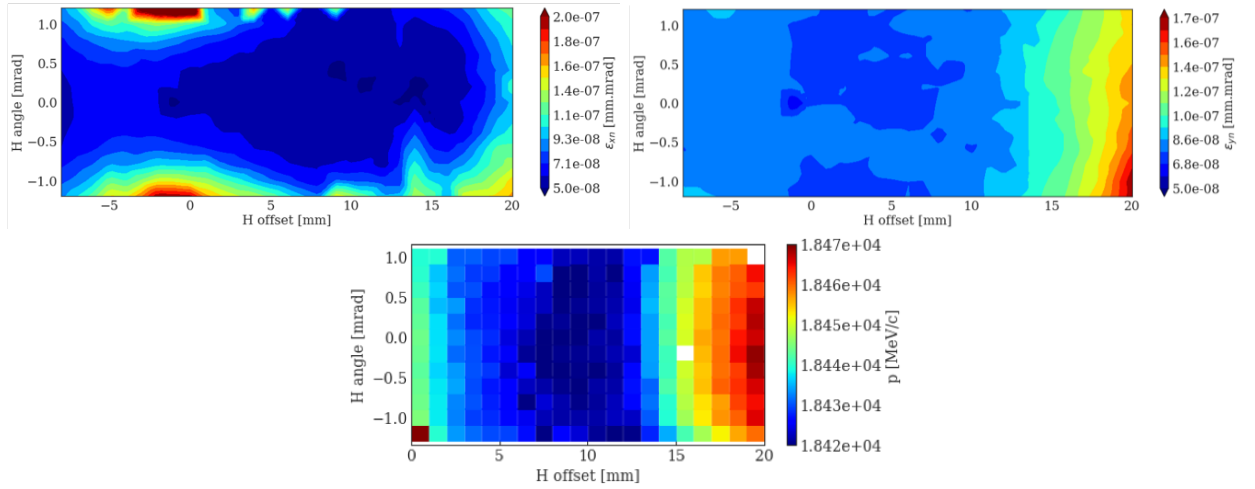 2.0e-07
1.8e-07
1.6e-07
1.4e-07
1.1e-07
9.3e-08
7.1e-08
5.0e-08
ε_xn [mm.mrad]
H angle [mrad]
1.0
0.5
0.0
−0.5
−1.0
−5
0
5
10
15
20
H offset [mm]
1.7e-07
1.6e-07
1.4e-07
1.2e-07
1.0e-07
8.6e-08
6.8e-08
5.0e-08
ε_yn [mm.mrad]
H angle [mrad]
1.0
0.5
0.0
−0.5
−1.0
−5
0
5
10
15
20
H offset [mm]
1.847e+04
1.845e+04
1.844e+04
1.843e+04
1.842e+04
p [MeV/c]
H angle [mrad]
1.0
0.5
0.0
−0.5
−1.0
0
5
10
15
20
H offset [mm]